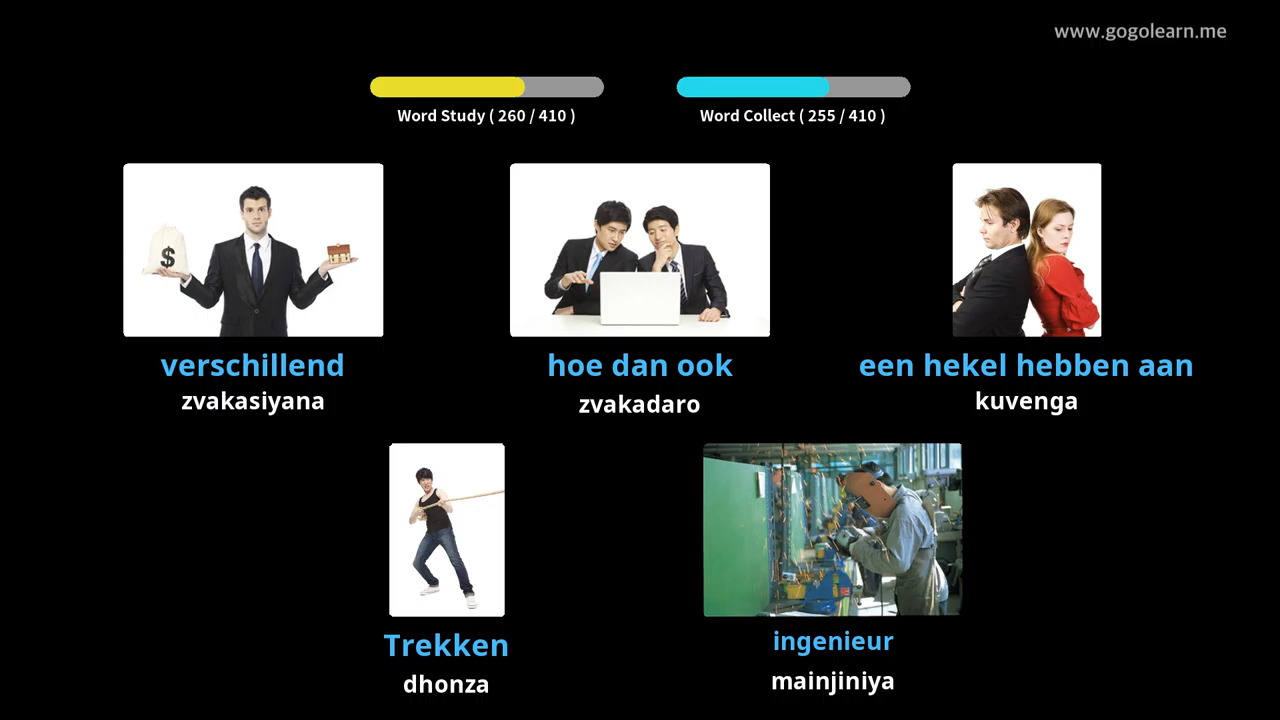 www.gogolearn.me
Word Study ( 260 / 410 )
Word Collect ( 255 / 410 )
$
verschillend
hoe dan ook
een hekel hebben aan
zvakasiyana
zvakadaro
kuvenga
Trekken
ingenieur
dhonza
mainjiniya